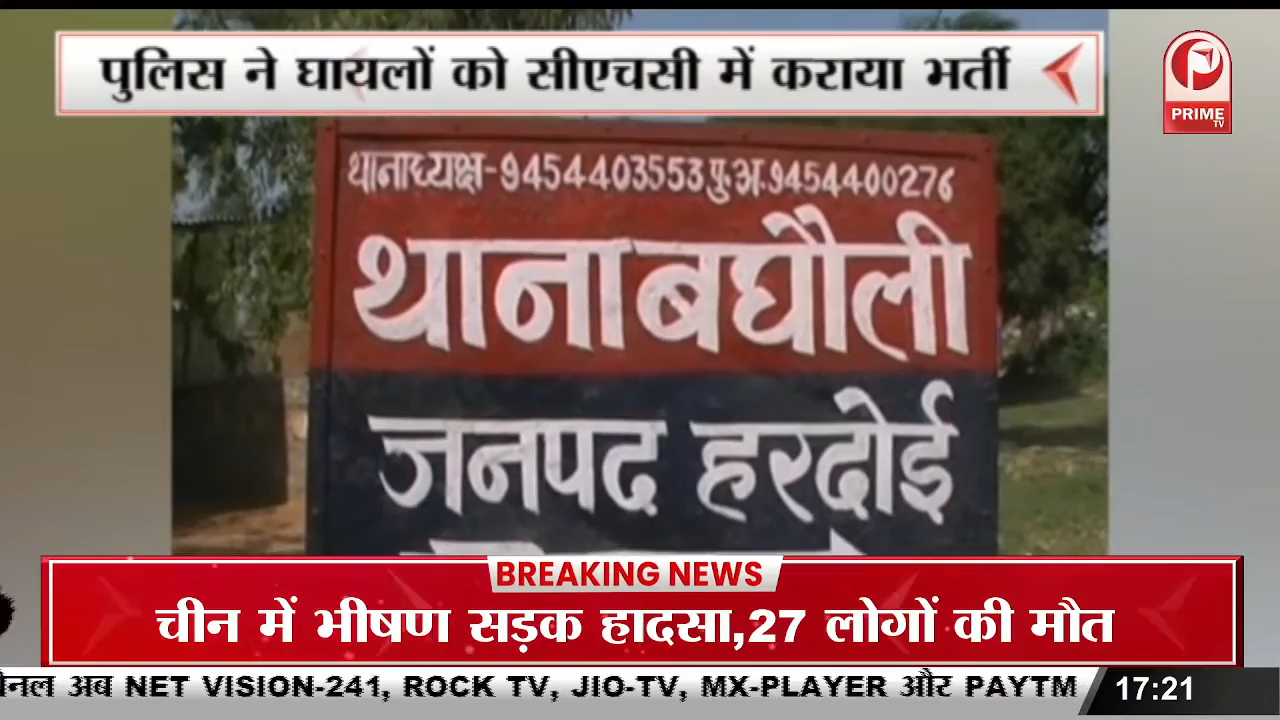 पुलिस ने घायलों को सीएचसी में कराया भर्ती
PRIME
TV
थानाध्यक्ष-9454403553 पु.अ.9454400276
थाना बघौली
जनपद हरदोई
BREAKING NEWS
चीन में भीषण सड़क हादसा,27 लोगों की मौत
नल अब NET VISION-241, ROCK TV, JIO-TV, MX-PLAYER और PAYTM
17:21